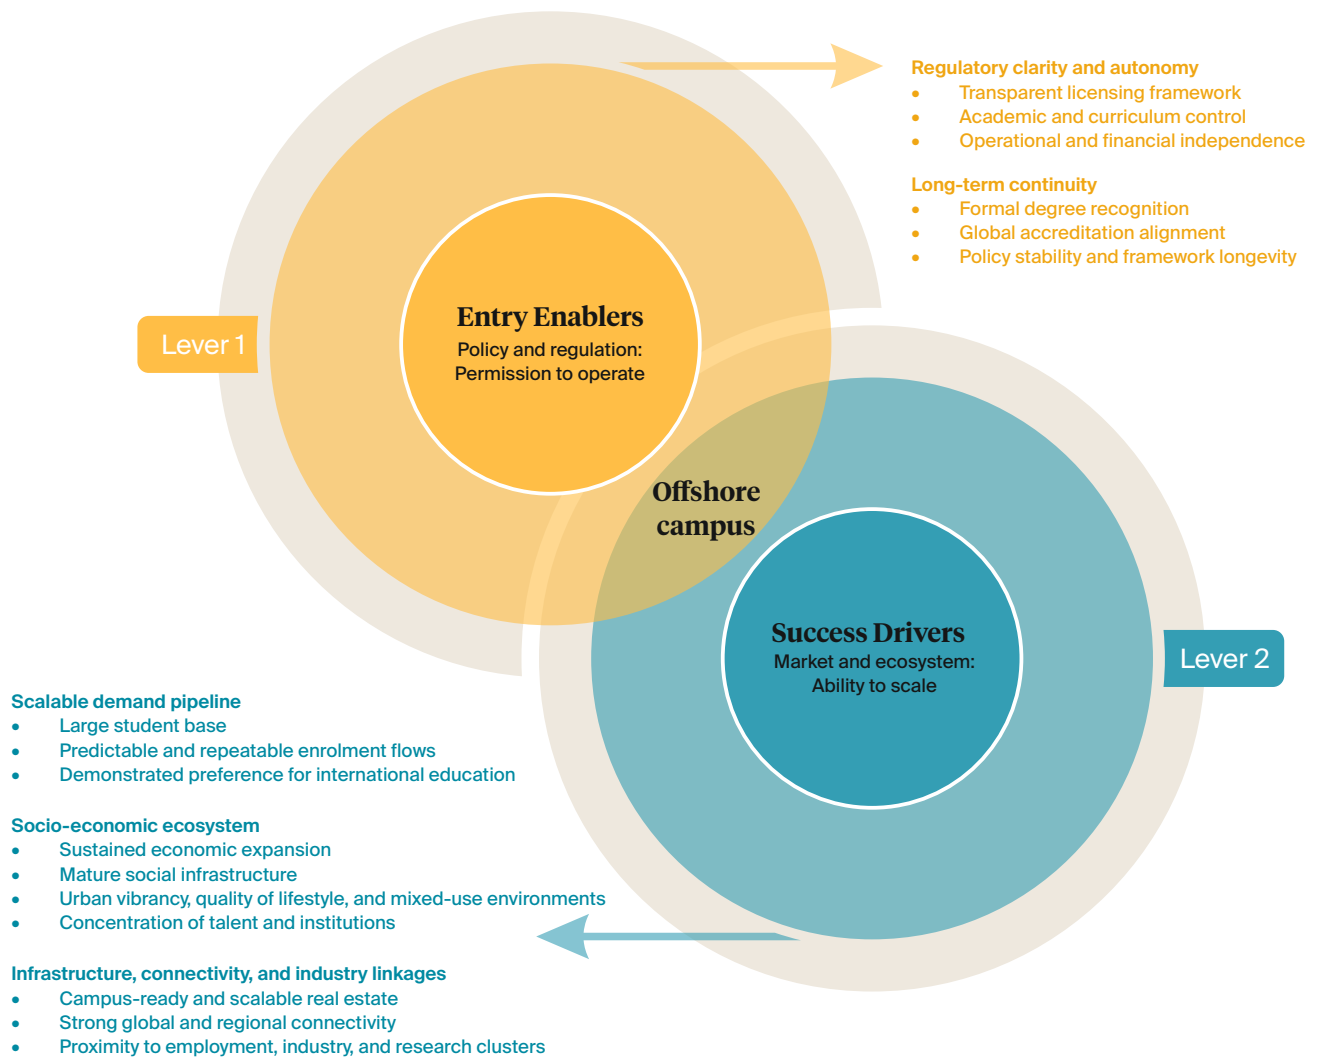 Regulatory clarity and autonomy
• Transparent licensing framework
• Academic and curriculum control
• Operational and financial independence
Long-term continuity
• Formal degree recognition
• Global accreditation alignment
• Policy stability and framework longevity
Lever 1
Entry Enablers
Policy and regulation:
Permission to operate
Offshore
campus
Success Drivers
Market and ecosystem:
Ability to scale
Lever 2
Scalable demand pipeline
• Large student base
• Predictable and repeatable enrolment flows
• Demonstrated preference for international education
Socio-economic ecosystem
• Sustained economic expansion
• Mature social infrastructure
• Urban vibrancy, quality of lifestyle, and mixed-use environments
• Concentration of talent and institutions
Infrastructure, connectivity, and industry linkages
• Campus-ready and scalable real estate
• Strong global and regional connectivity
• Proximity to employment, industry, and research clusters